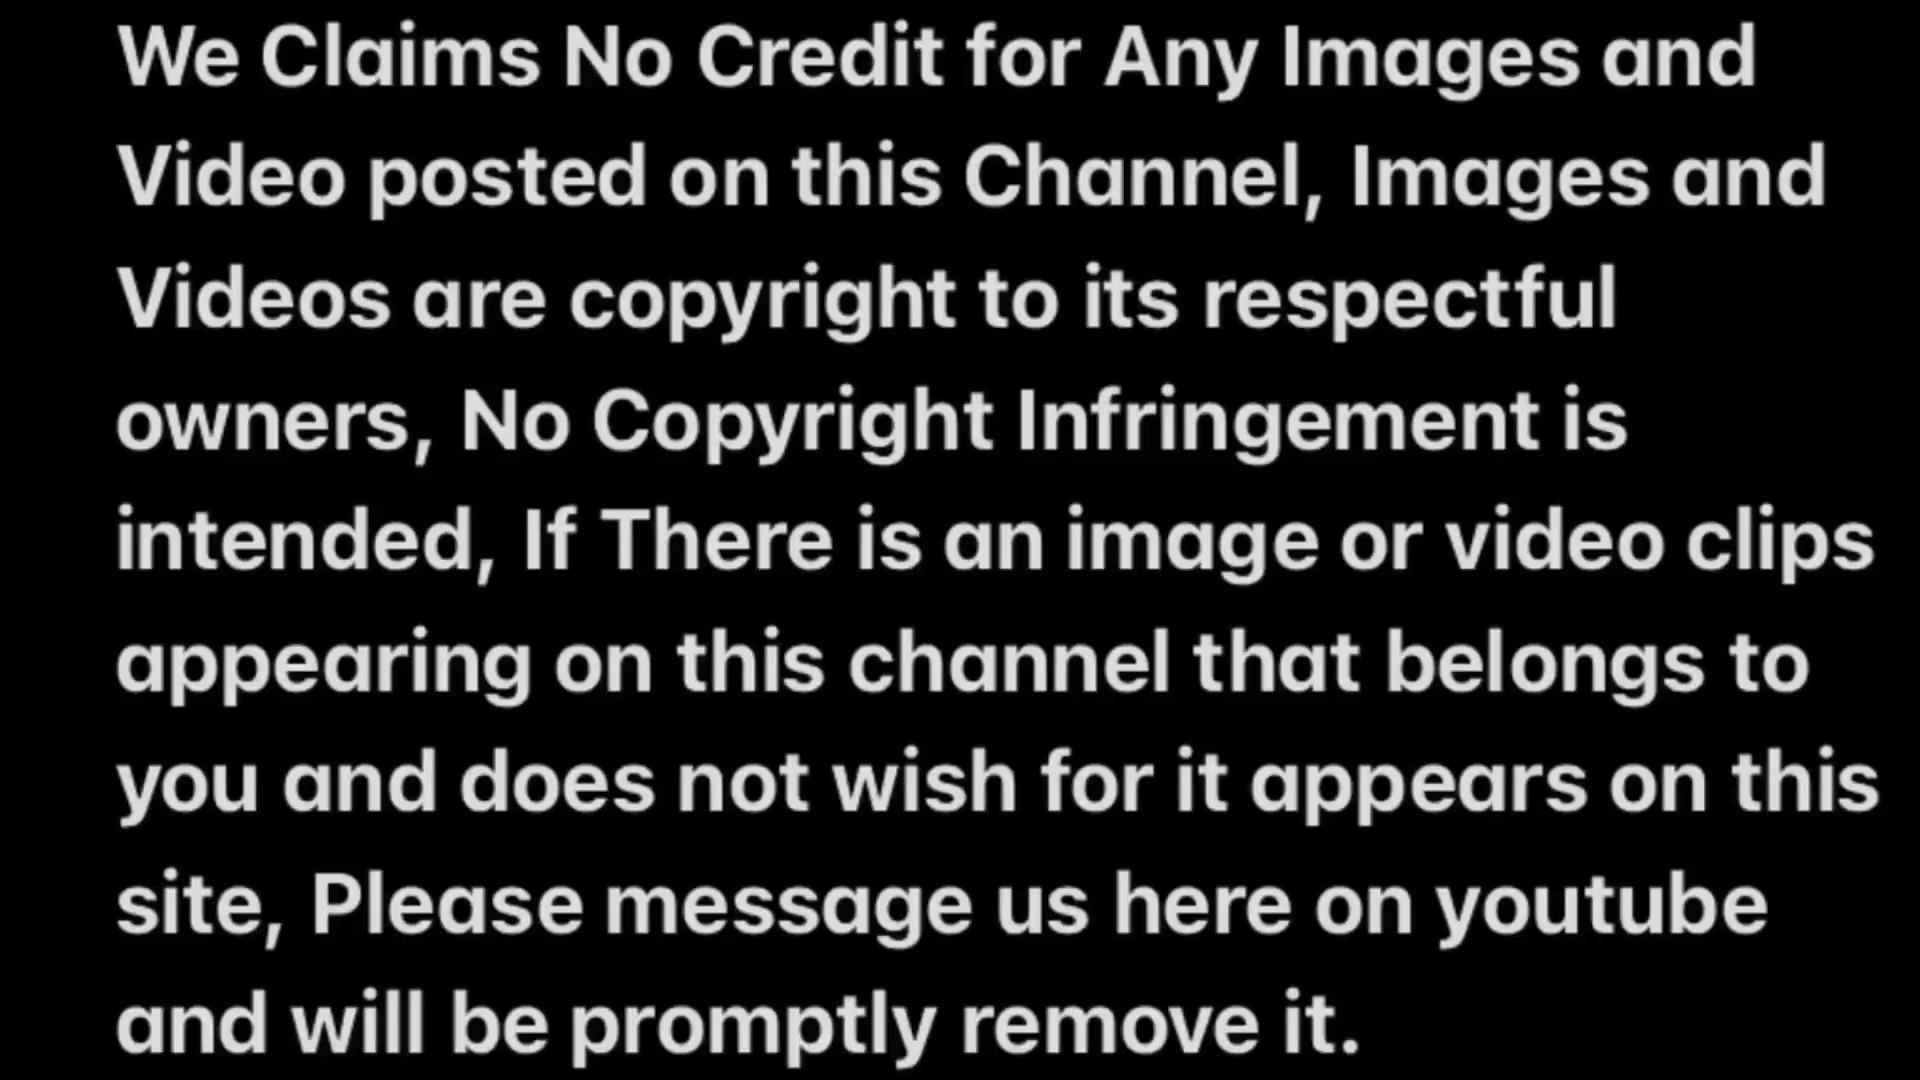 We Claims No Credit for Any Images and
Video posted on this Channel, Images and
Videos are copyright to its respectful
owners, No Copyright Infringement is
intended, If There is an image or video clips
appearing on this channel that belongs to
you and does not wish for it appears on this
site, Please message us here on youtube
and will be promptly remove it.